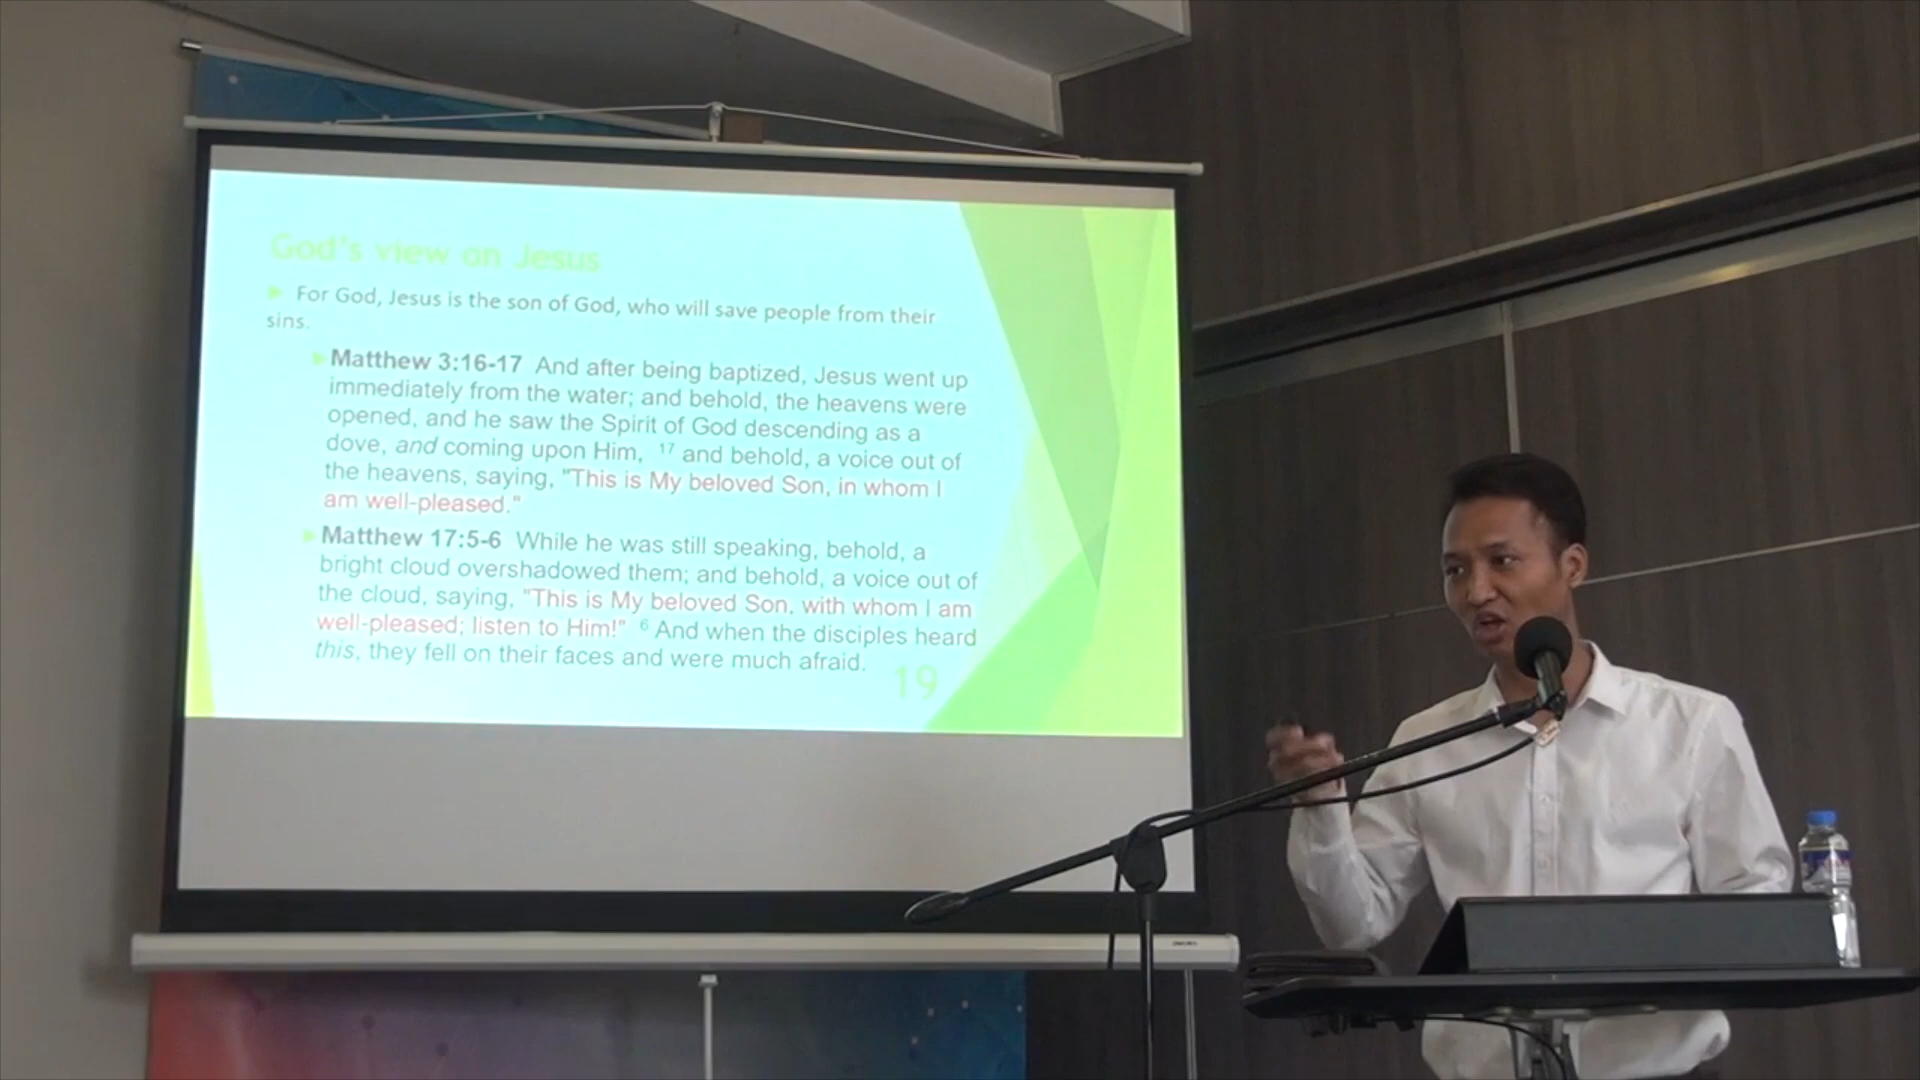 God's view on Jesus
For God, Jesus is the son of God, who will save people from their
sins.
Matthew 3:16-17 And after being baptized, Jesus went up
immediately from the water; and behold, the heavens were
opened, and he saw the Spirit of God descending as a
dove, and coming upon Him, 17 and behold, a voice out of
the heavens, saying, "This is My beloved Son, in whom I
am well-pleased."
Matthew 17:5-6 While he was still speaking, behold, a
bright cloud overshadowed them; and behold, a voice out of
the cloud, saying, "This is My beloved Son, with whom I am
well-pleased; listen to Him!" 6 And when the disciples heard
this, they fell on their faces and were much afraid.
19